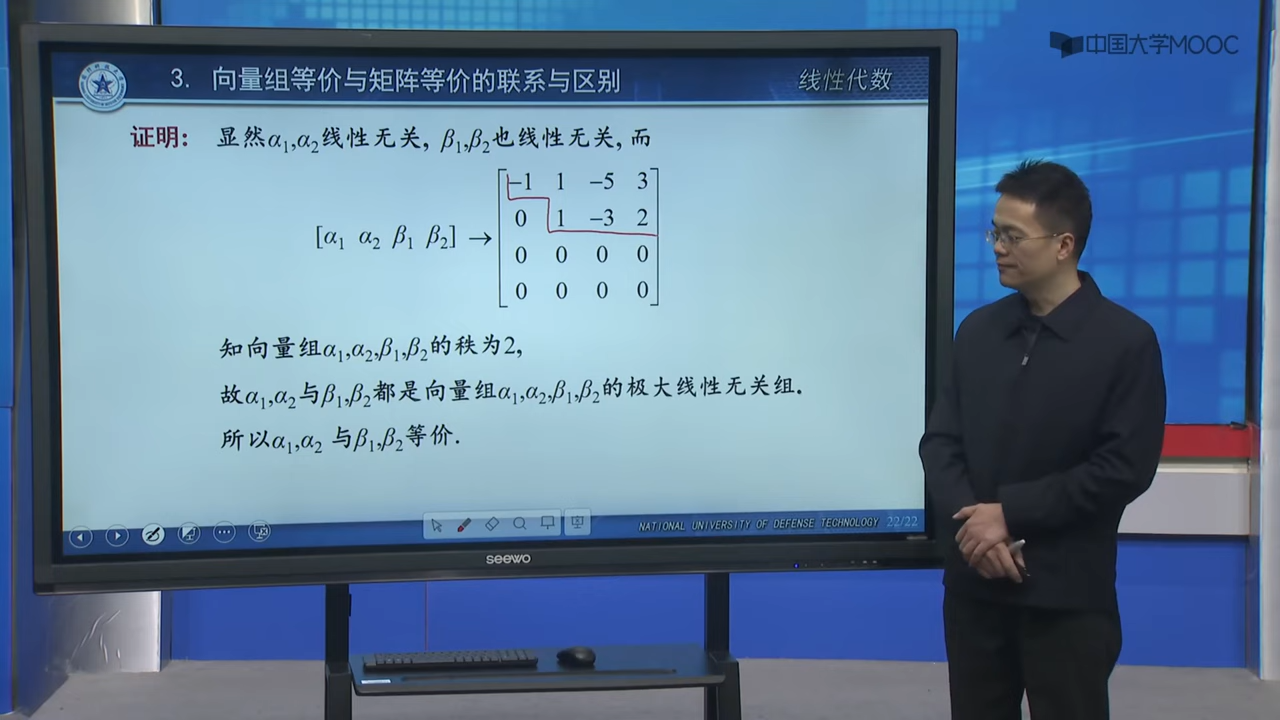 中国大学MOOC
3. 向量组等价与矩阵等价的联系与区别
线性代数
证明: 显然α₁,α₂线性无关, β₁,β₂也线性无关, 而
[α₁ α₂ β₁ β₂] →
−1 1 −5 3
0 1 −3 2
0 0 0 0
0 0 0 0
知向量组α₁,α₂,β₁,β₂的秩为2,
故α₁,α₂与β₁,β₂都是向量组α₁,α₂,β₁,β₂的极大线性无关组.
所以α₁,α₂ 与β₁,β₂等价.
NATIONAL UNIVERSITY OF DEFENSE TECHNOLOGY 22/22
seewo